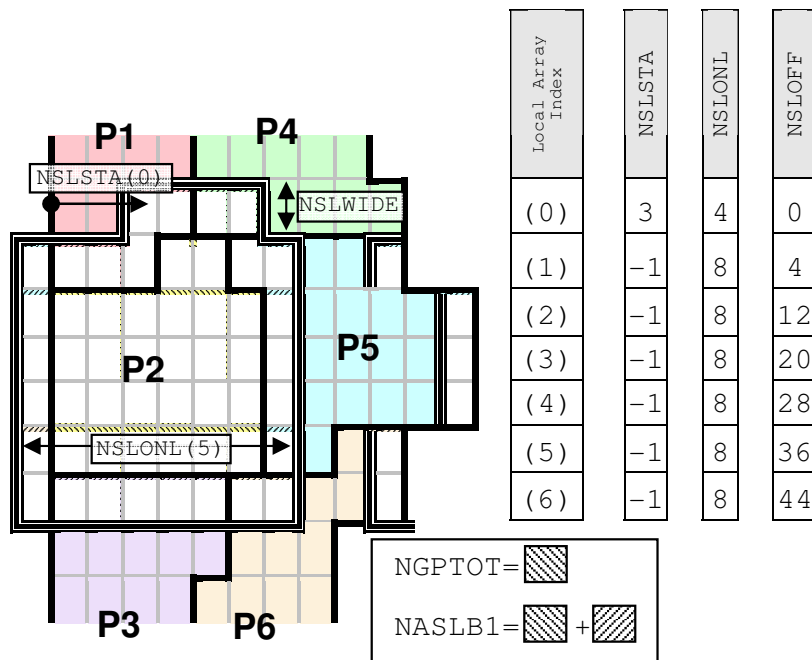 P1
P4
NSLSTA(0)
NSLWIDE
P5
P2
NSLONL(5)
P3
P6
Local Array
Index
NSLSTA
NSLONL
NSLOFF
(0) 3 4 0
(1) −1 8 4
(2) −1 8 12
(3) −1 8 20
(4) −1 8 28
(5) −1 8 36
(6) −1 8 44
NGPTOT=
NASLB1= +